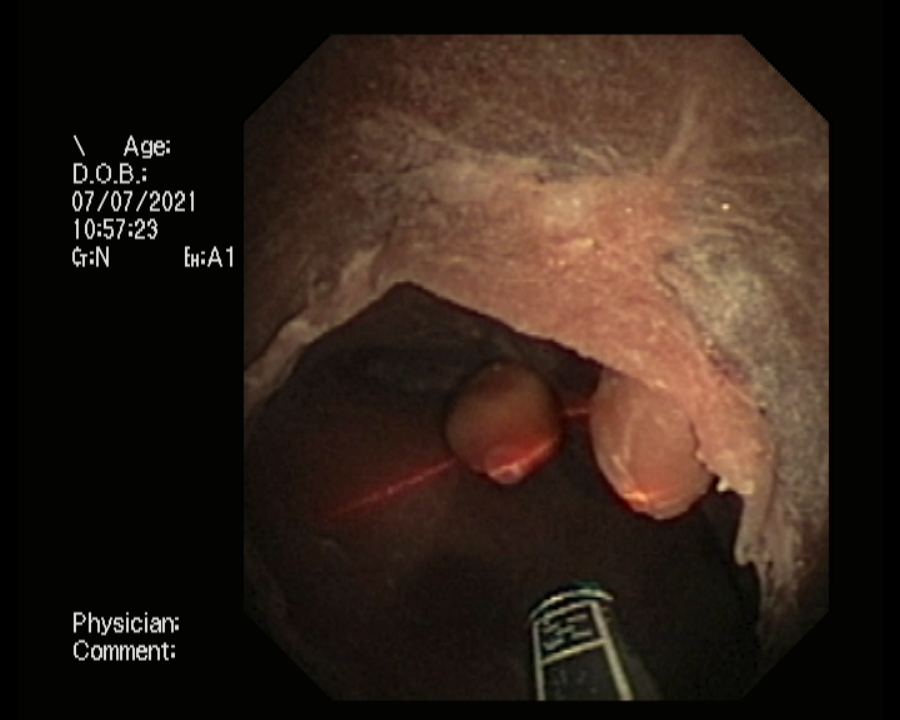 \ Age:
D.O.B.:
07/07/2021
10:57:23
Cr:N Eh:A1
Physician:
Comment: